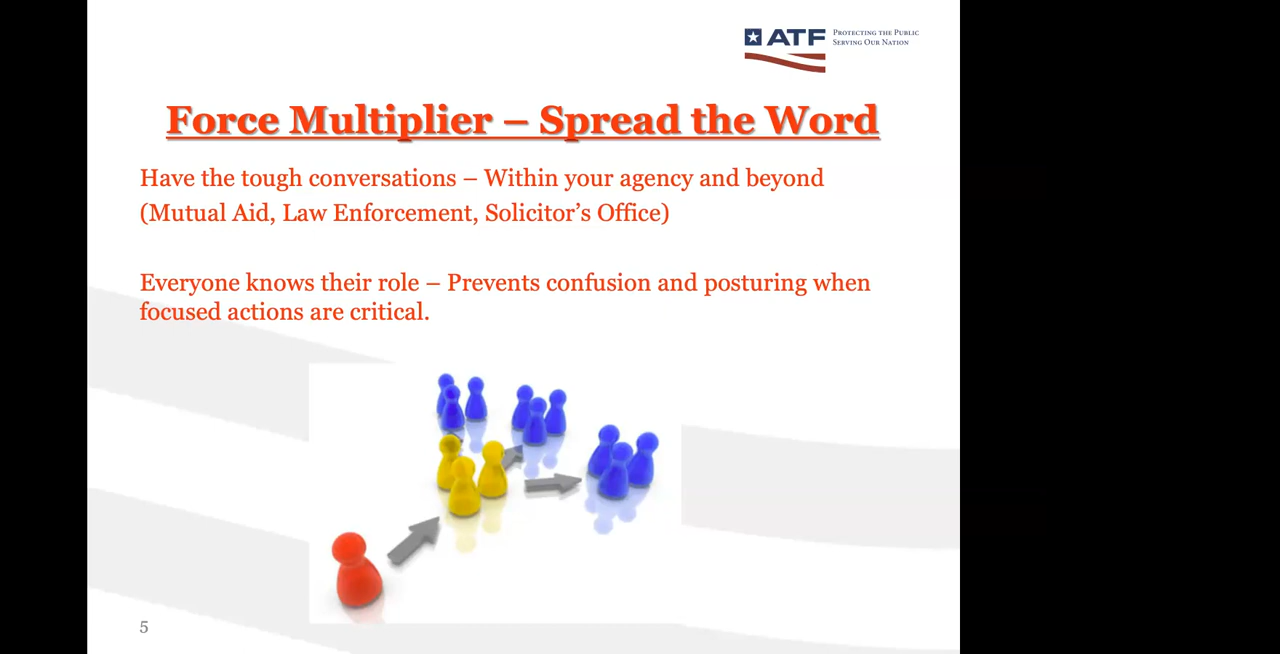 ATF
PROTECTING THE PUBLIC
SERVING OUR NATION
Force Multiplier – Spread the Word
Have the tough conversations – Within your agency and beyond
(Mutual Aid, Law Enforcement, Solicitor’s Office)
Everyone knows their role – Prevents confusion and posturing when
focused actions are critical.
5